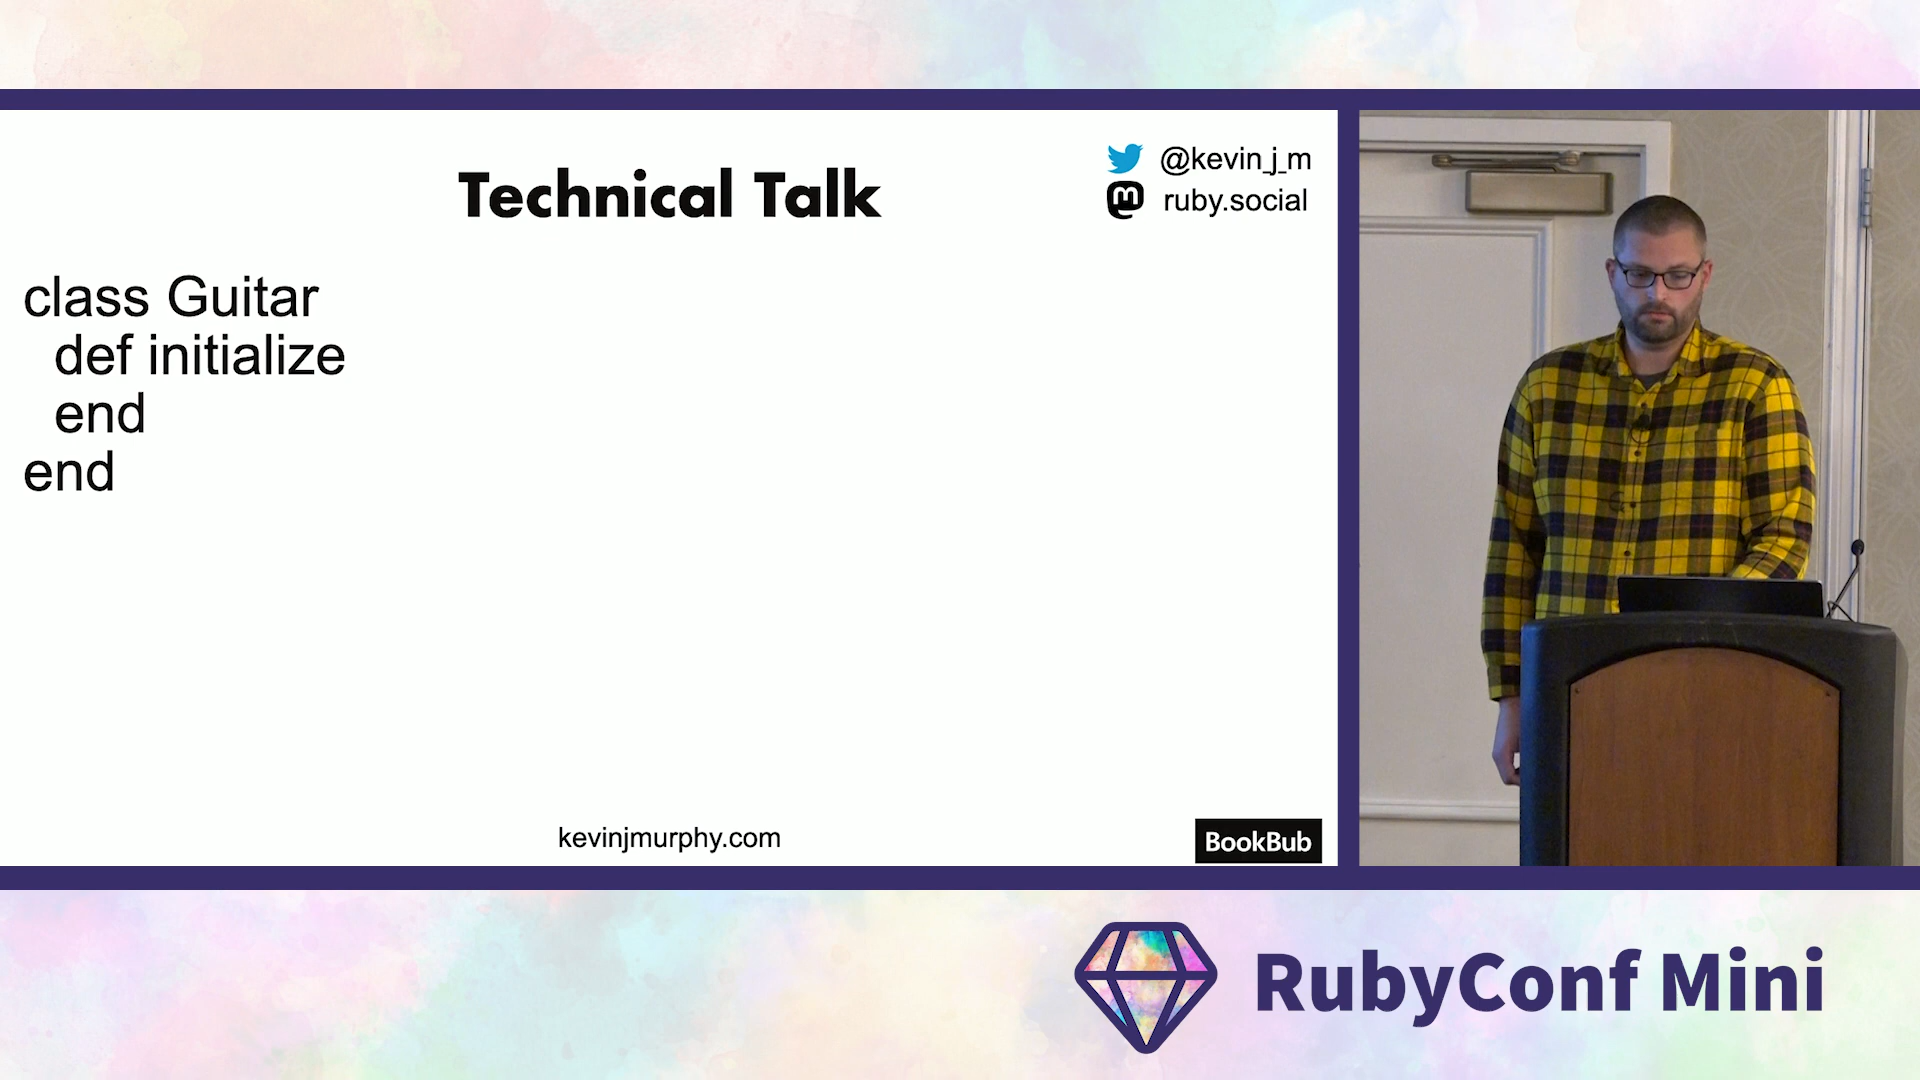 Technical Talk
@kevin_j_m
ruby.social
class Guitar
def initialize
end
end
kevinjmurphy.com
BookBub
RubyConf Mini